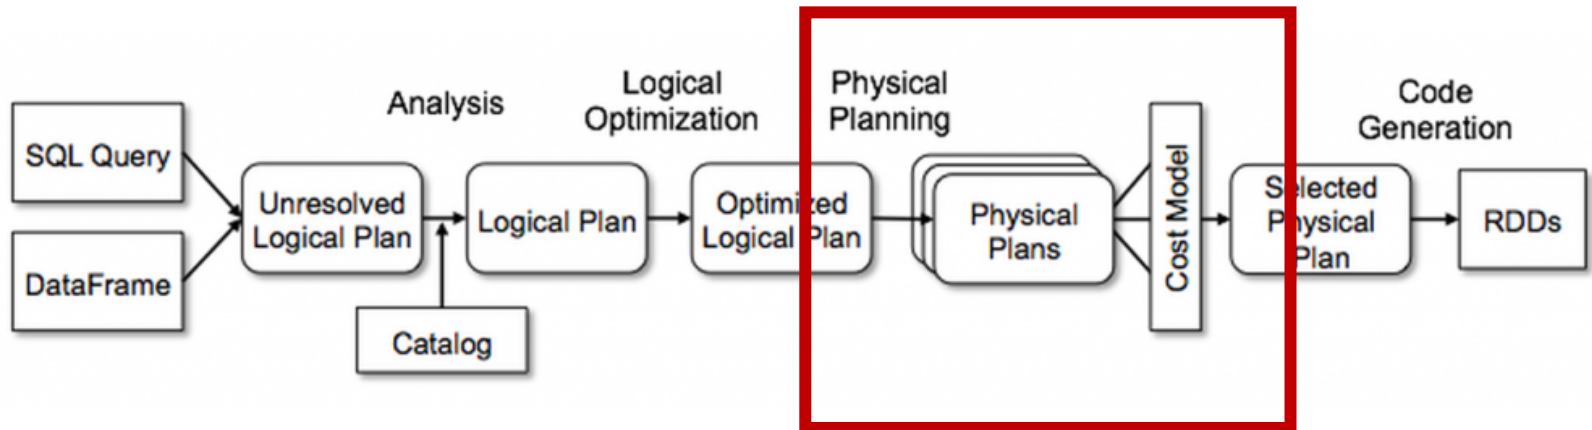 SQL Query
DataFrame
Unresolved
Logical Plan
Analysis
Catalog
Logical Plan
Logical
Optimization
Optimized
Logical Plan
Physical
Planning
Physical
Plans
Cost Model
Selected
Physical
Plan
Code
Generation
RDDs